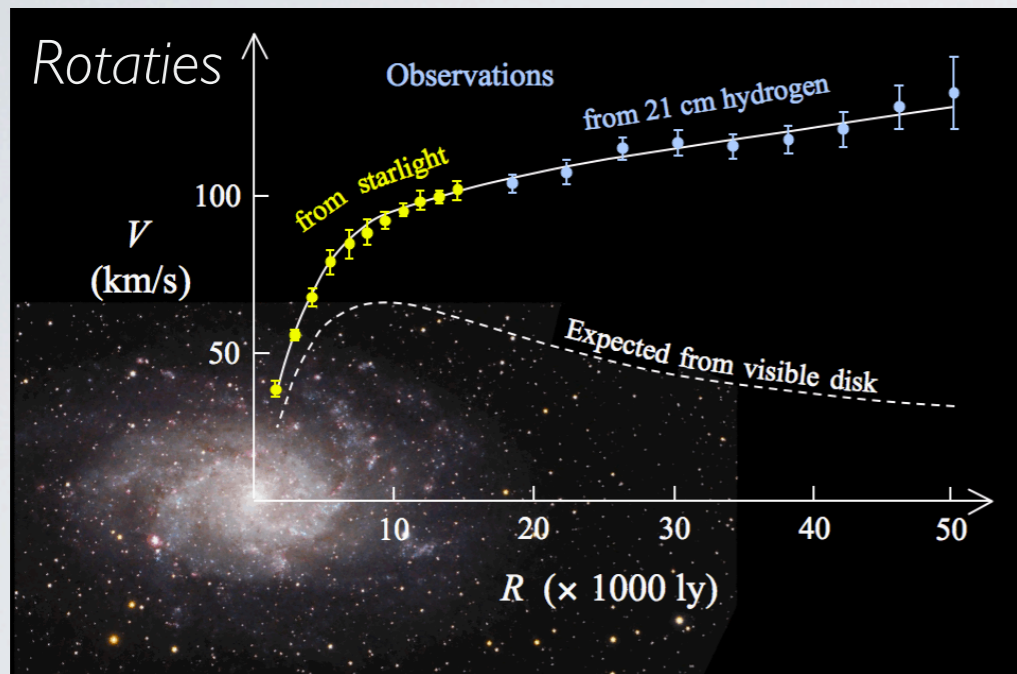 Rotaties
Observations
from starlight
from 21 cm hydrogen
100
V
(km/s)
50
Expected from visible disk
10 20 30 40 50
R (× 1000 ly)